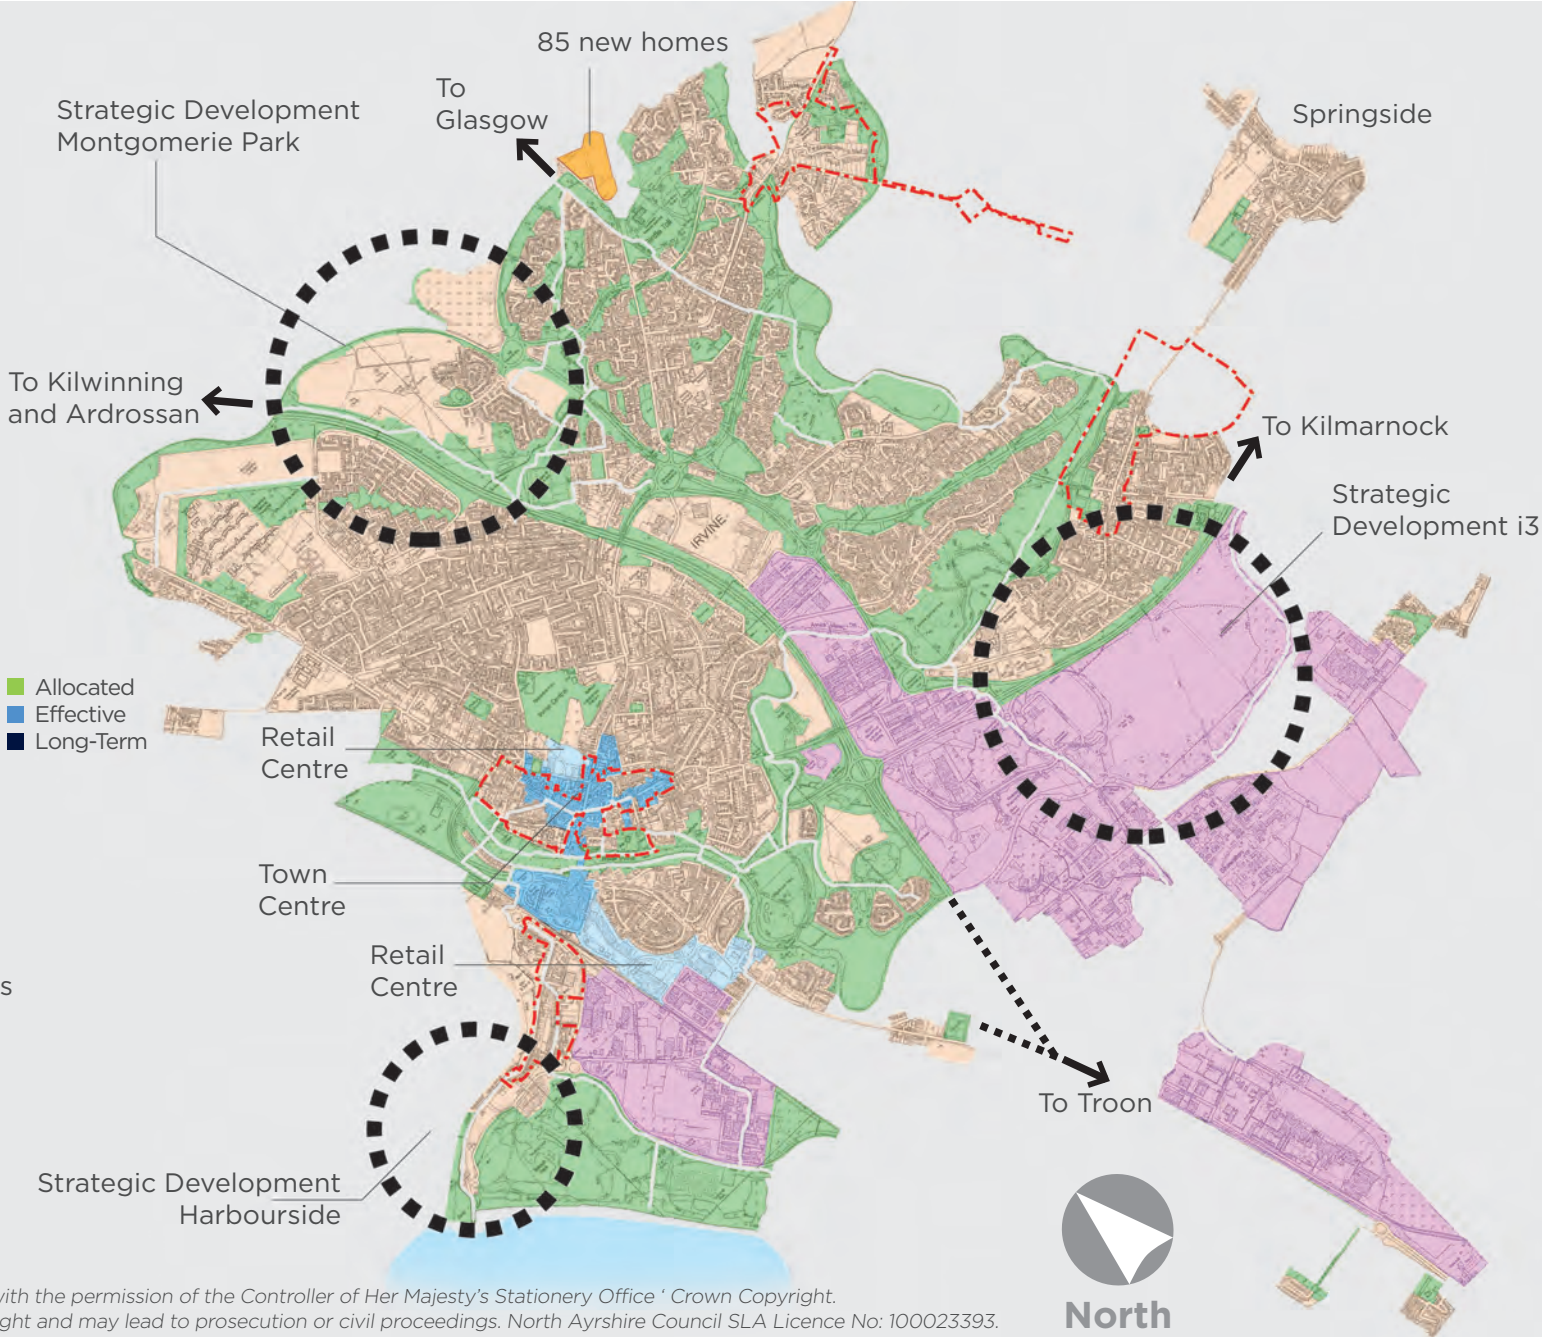 85 new homes
To
Glasgow
Strategic Development
Montgomerie Park
Springside
To Kilwinning
and Ardrossan
To Kilmarnock
Strategic
Development i3
IRVINE
Allocated
Effective
Long-Term
Retail
Centre
Town
Centre
Retail
Centre
s
To Troon
Strategic Development
Harbourside
North
with the permission of the Controller of Her Majesty's Stationery Office ‘ Crown Copyright.
ght and may lead to prosecution or civil proceedings. North Ayrshire Council SLA Licence No: 100023393.